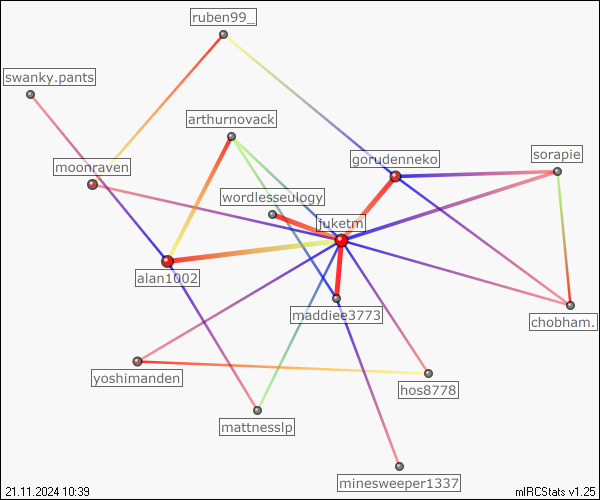 ruben99_
swanky.pants
arthurnovack
sorapie
gorudenneko
moonraven
wordlesseulogy
juketm
alan1002
maddiee3773
chobham.
yoshimanden
hos8778
mattnesslp
minesweeper1337
21.11.2024 10:39
mIRCStats v1.25